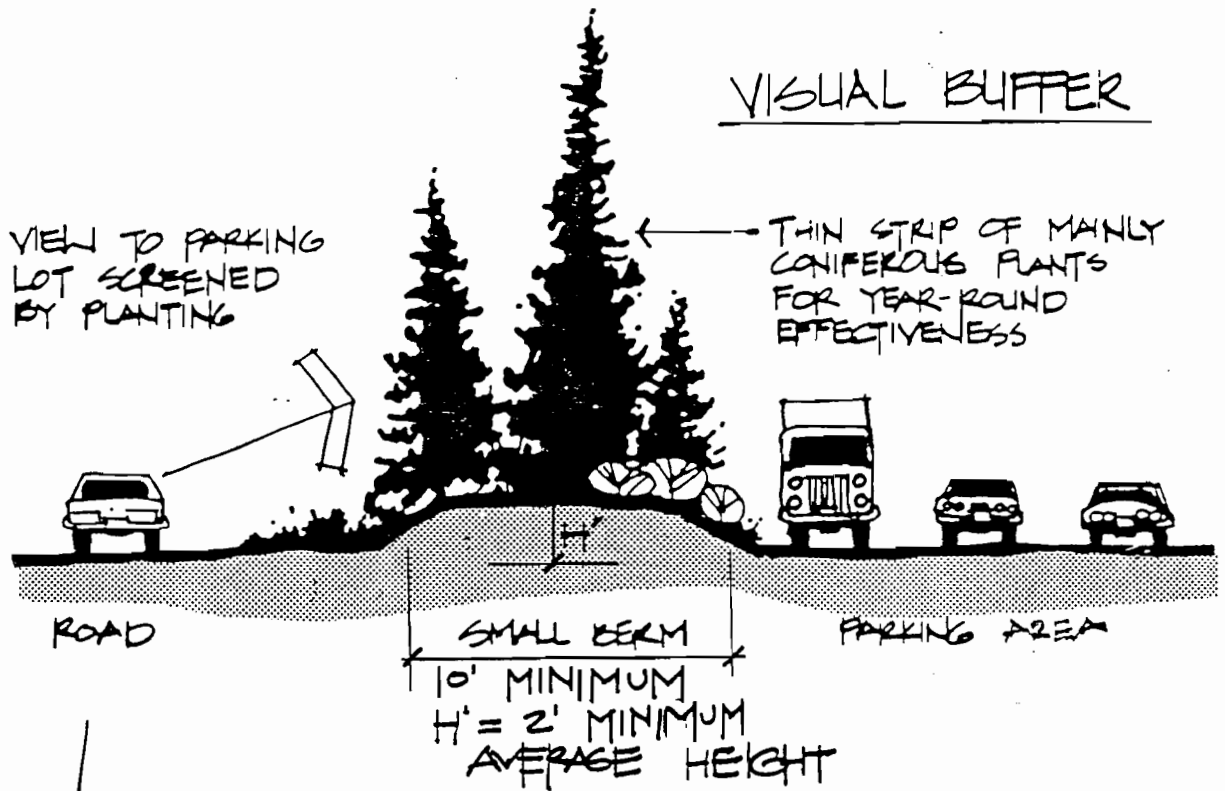 VISUAL BUFFER
VIEW TO PARKING
LOT SCREENED
BY PLANTING
THIN STRIP OF MAINLY
CONIFEROUS PLANTS
FOR YEAR-ROUND
EFFECTIVENESS
H'
ROAD
SMALL BERM
PARKING AREA
10' MINIMUM
H' = 2' MINIMUM
AVERAGE HEIGHT